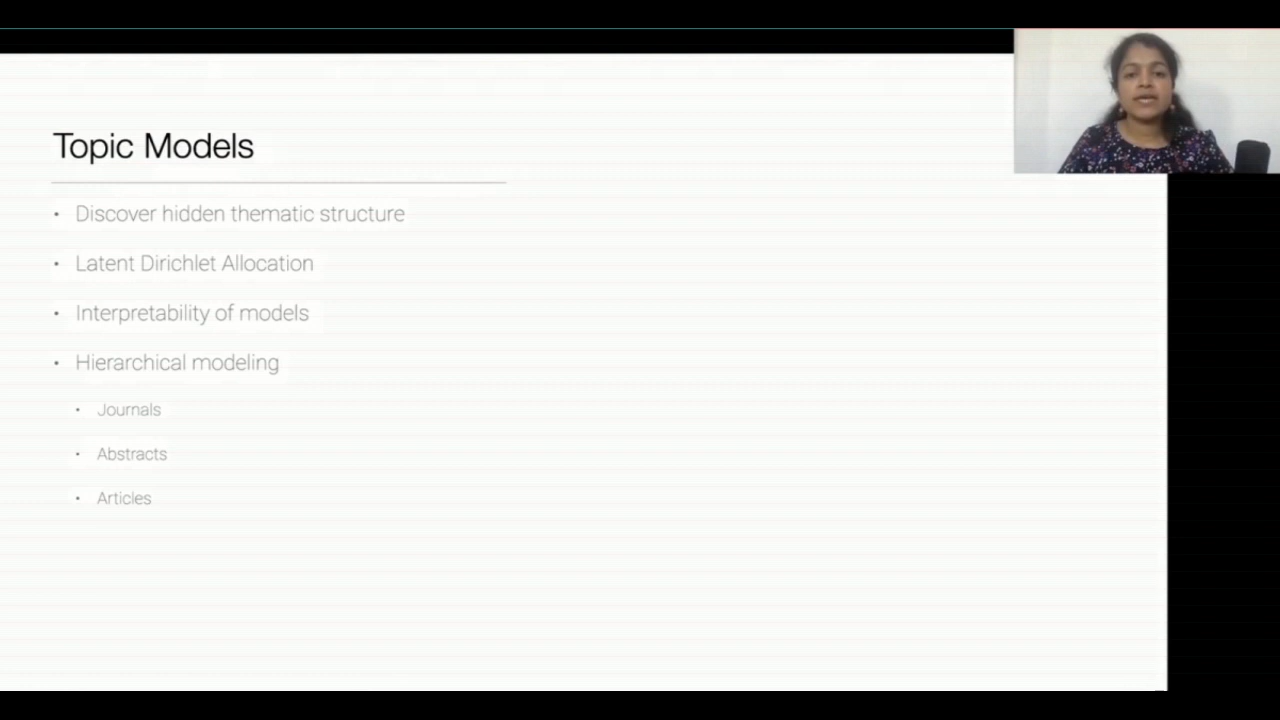 Topic Models
• Discover hidden thematic structure
• Latent Dirichlet Allocation
• Interpretability of models
• Hierarchical modeling
• Journals
• Abstracts
• Articles